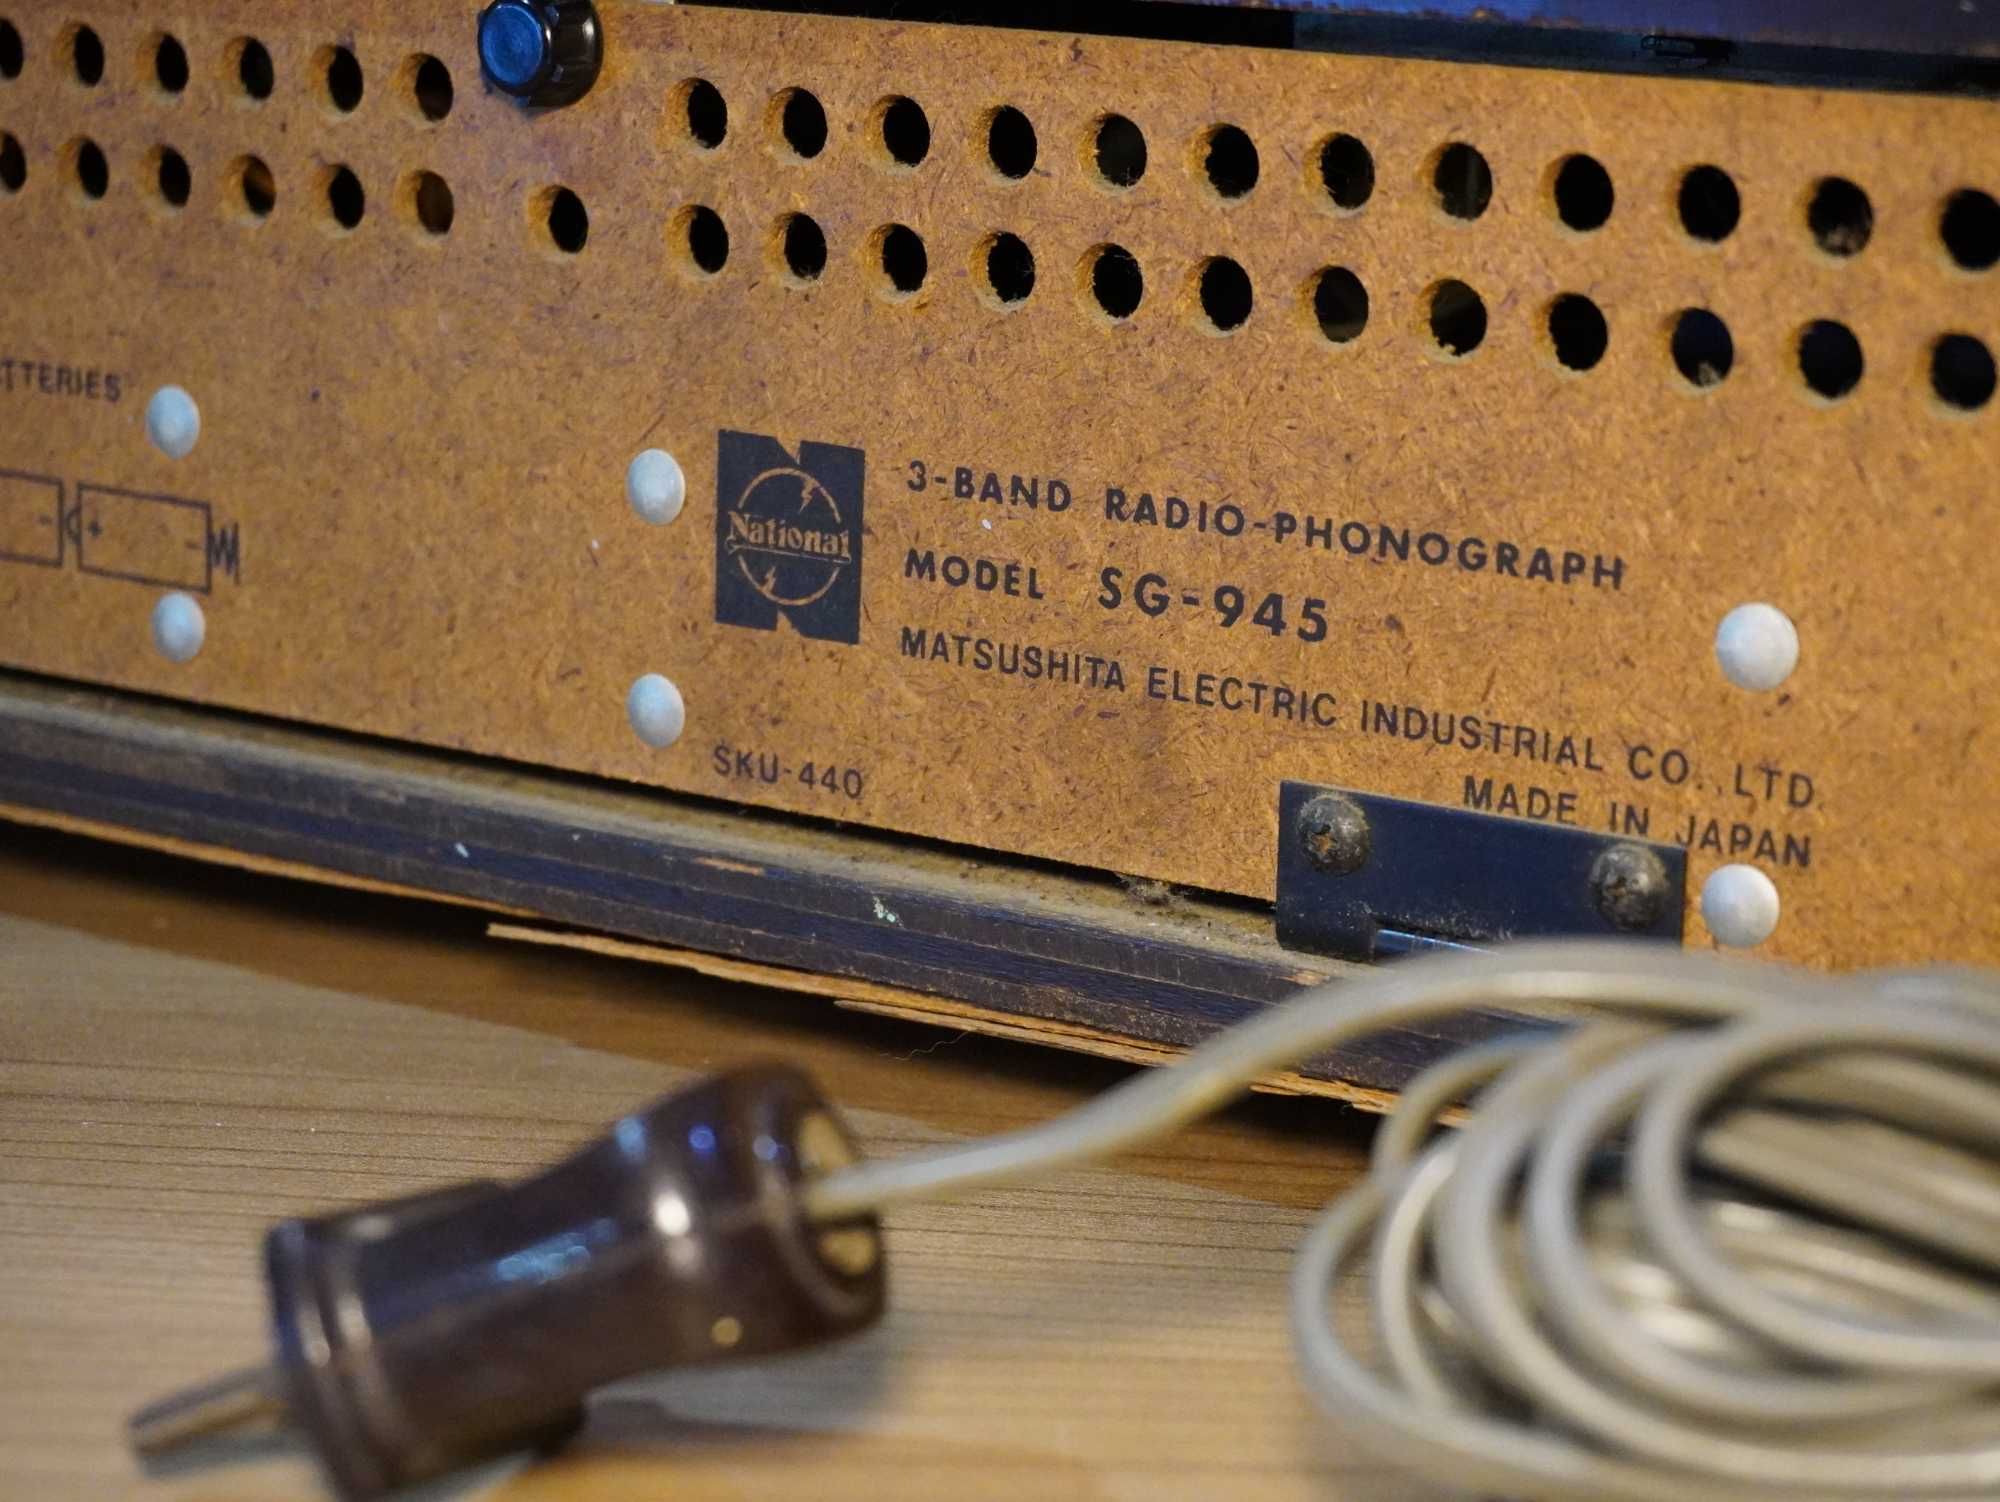 TTERIES
+
-
National
3-BAND RADIO-PHONOGRAPH
MODEL SG-945
MATSUSHITA ELECTRIC INDUSTRIAL CO., LTD.
MADE IN JAPAN
SKU-440